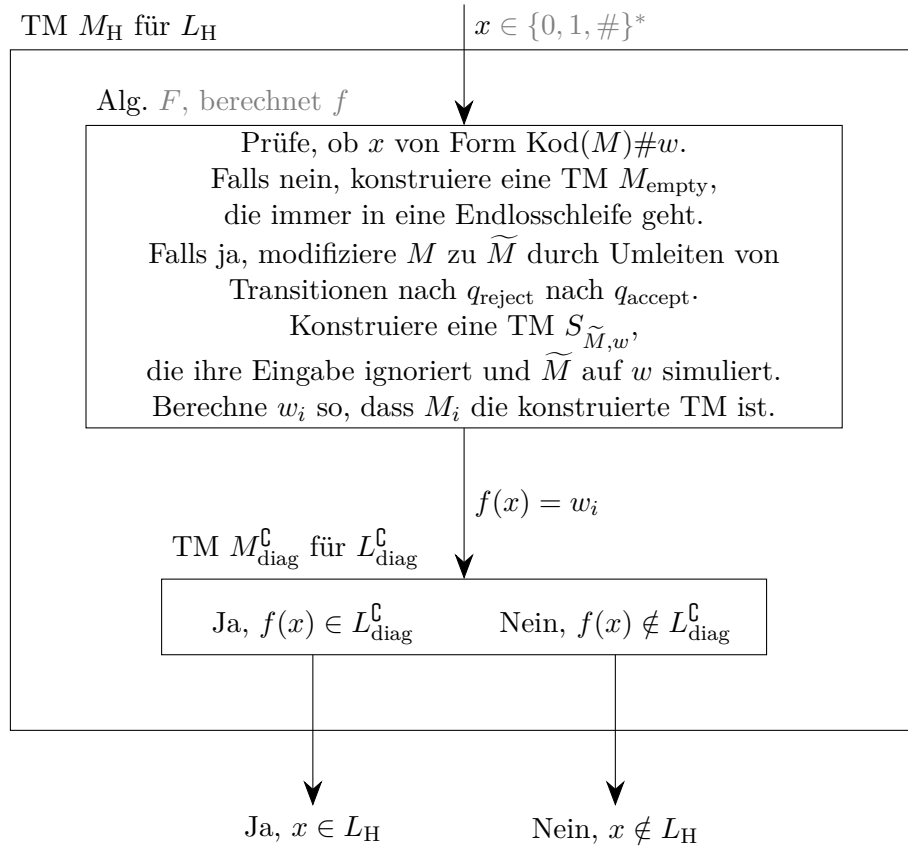 TM M_H für L_H
x ∈ {0, 1, #}*
Alg. F, berechnet f
Prüfe, ob x von Form Kod(M)#w.
Falls nein, konstruiere eine TM M_empty,
die immer in eine Endlosschleife geht.
Falls ja, modifiziere M zu M̃ durch Umleiten von
Transitionen nach q_reject nach q_accept.
Konstruiere eine TM S_{M̃,w},
die ihre Eingabe ignoriert und M̃ auf w simuliert.
Berechne w_i so, dass M_i die konstruierte TM ist.
f(x) = w_i
TM M_diag^∁ für L_diag^∁
Ja, f(x) ∈ L_diag^∁
Nein, f(x) ∉ L_diag^∁
Ja, x ∈ L_H
Nein, x ∉ L_H